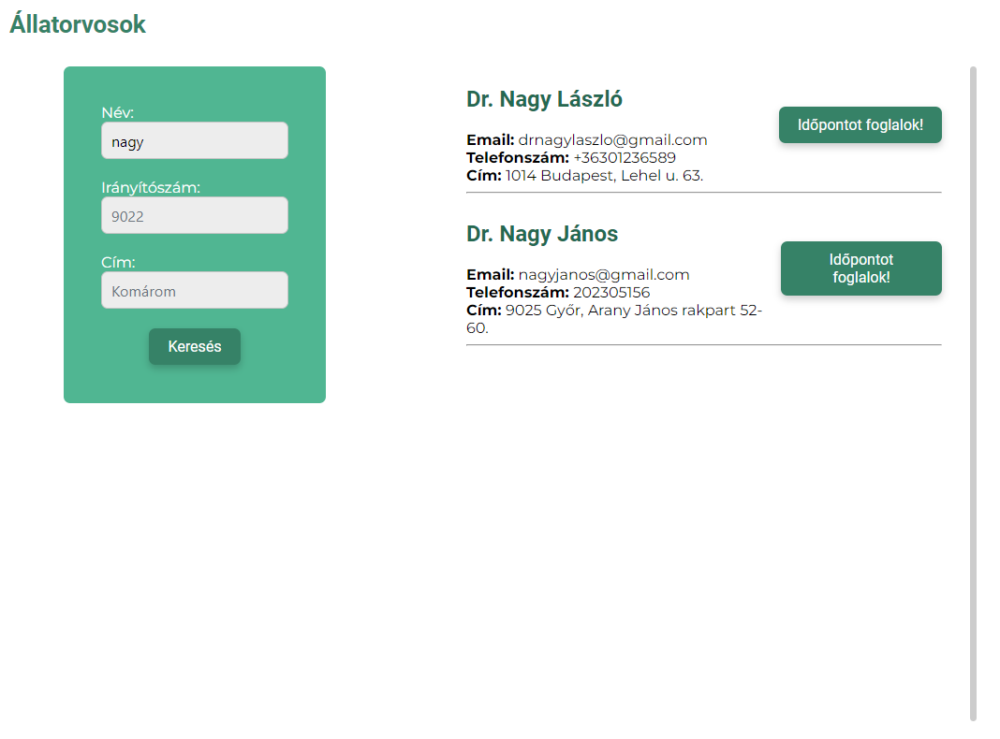 Állatorvosok
Név:
nagy
Irányítószám:
9022
Cím:
Komárom
Keresés
Dr. Nagy László
Időpontot foglalok!
Email: drnagylaszlo@gmail.com
Telefonszám: +36301236589
Cím: 1014 Budapest, Lehel u. 63.
Dr. Nagy János
Időpontot
foglalok!
Email: nagyjanos@gmail.com
Telefonszám: 202305156
Cím: 9025 Győr, Arany János rakpart 52-
60.